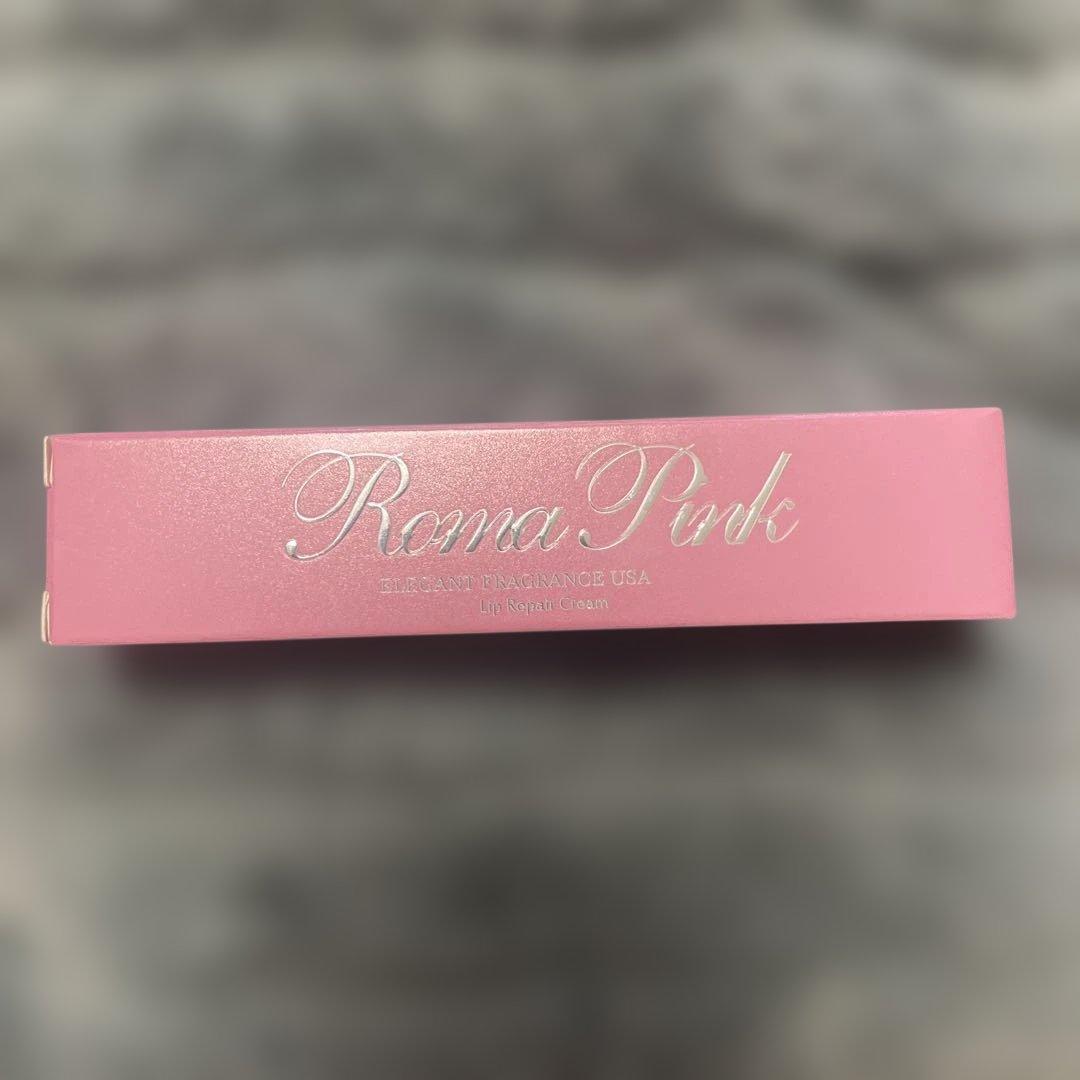 Roma Pink
ELEGANT FRAGRANCE USA
Lip Repair Cream